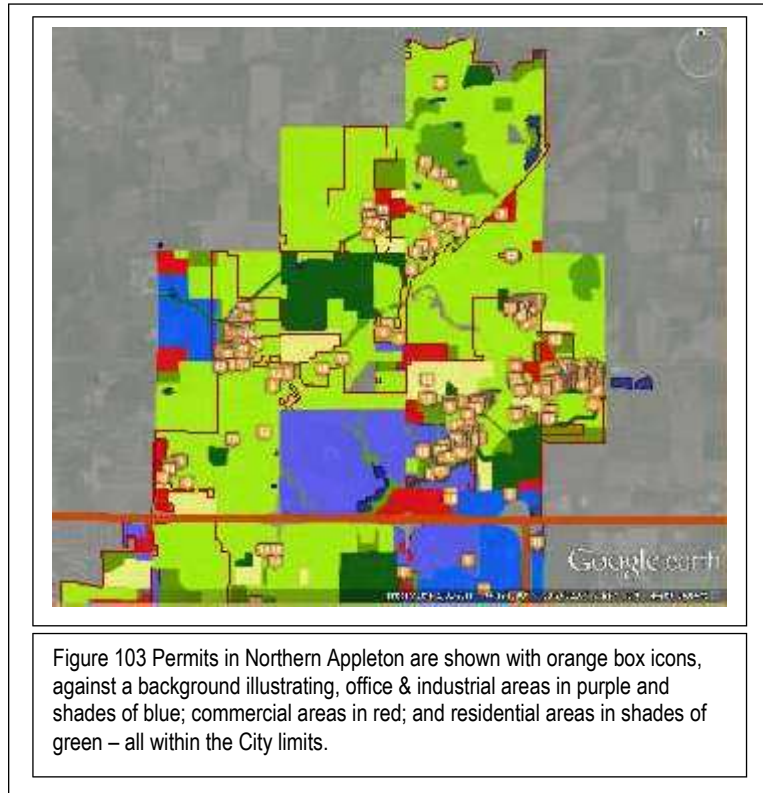 Google earth
Figure 103 Permits in Northern Appleton are shown with orange box icons,
against a background illustrating, office & industrial areas in purple and
shades of blue; commercial areas in red; and residential areas in shades of
green – all within the City limits.